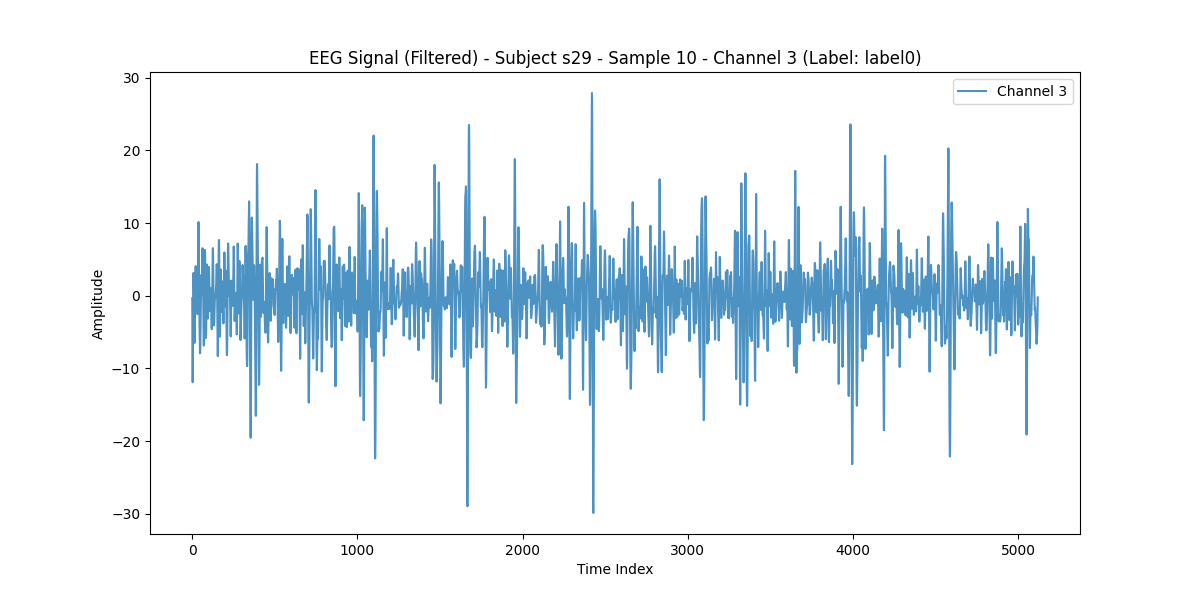 EEG Signal (Filtered) - Subject s29 - Sample 10 - Channel 3 (Label: label0)
Channel 3
30
20
10
0
−10
−20
−30
Amplitude
0 1000 2000 3000 4000 5000
Time Index